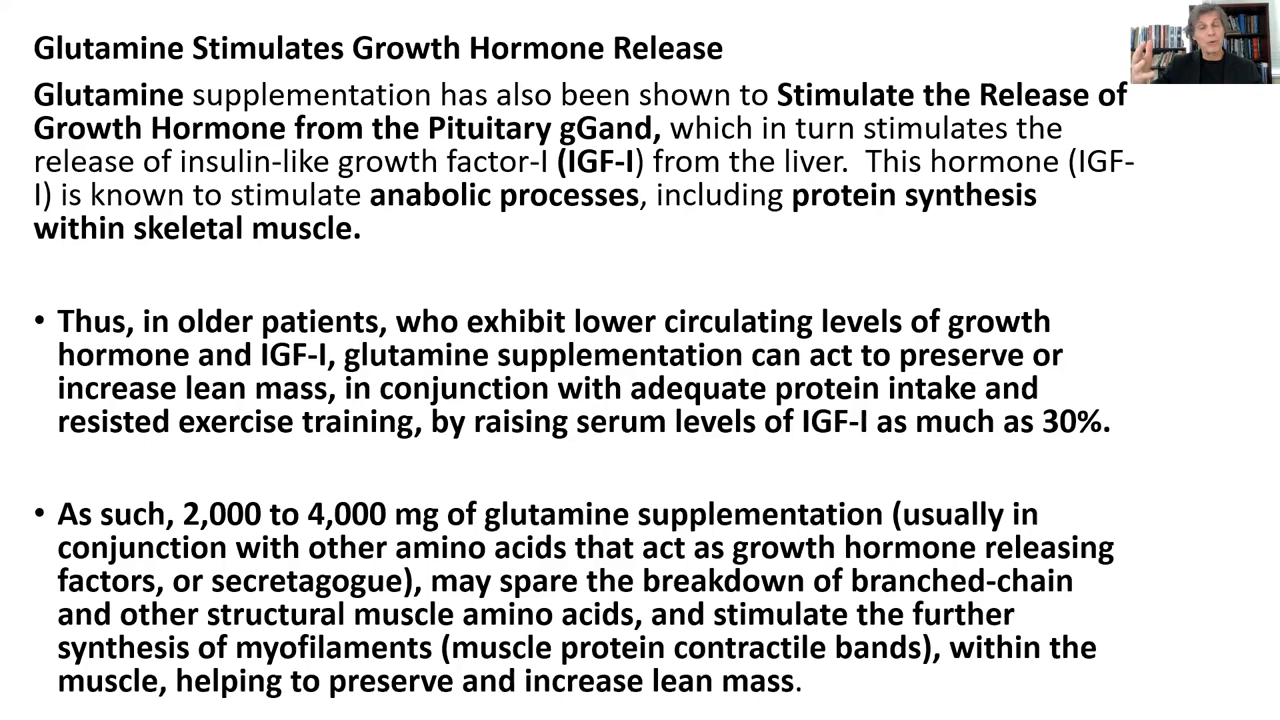 Glutamine Stimulates Growth Hormone Release
Glutamine supplementation has also been shown to Stimulate the Release of
Growth Hormone from the Pituitary gGand, which in turn stimulates the
release of insulin-like growth factor-I (IGF-I) from the liver.  This hormone (IGF-
I) is known to stimulate anabolic processes, including protein synthesis
within skeletal muscle.
• Thus, in older patients, who exhibit lower circulating levels of growth
hormone and IGF-I, glutamine supplementation can act to preserve or
increase lean mass, in conjunction with adequate protein intake and
resisted exercise training, by raising serum levels of IGF-I as much as 30%.
• As such, 2,000 to 4,000 mg of glutamine supplementation (usually in
conjunction with other amino acids that act as growth hormone releasing
factors, or secretagogue), may spare the breakdown of branched-chain
and other structural muscle amino acids, and stimulate the further
synthesis of myofilaments (muscle protein contractile bands), within the
muscle, helping to preserve and increase lean mass.